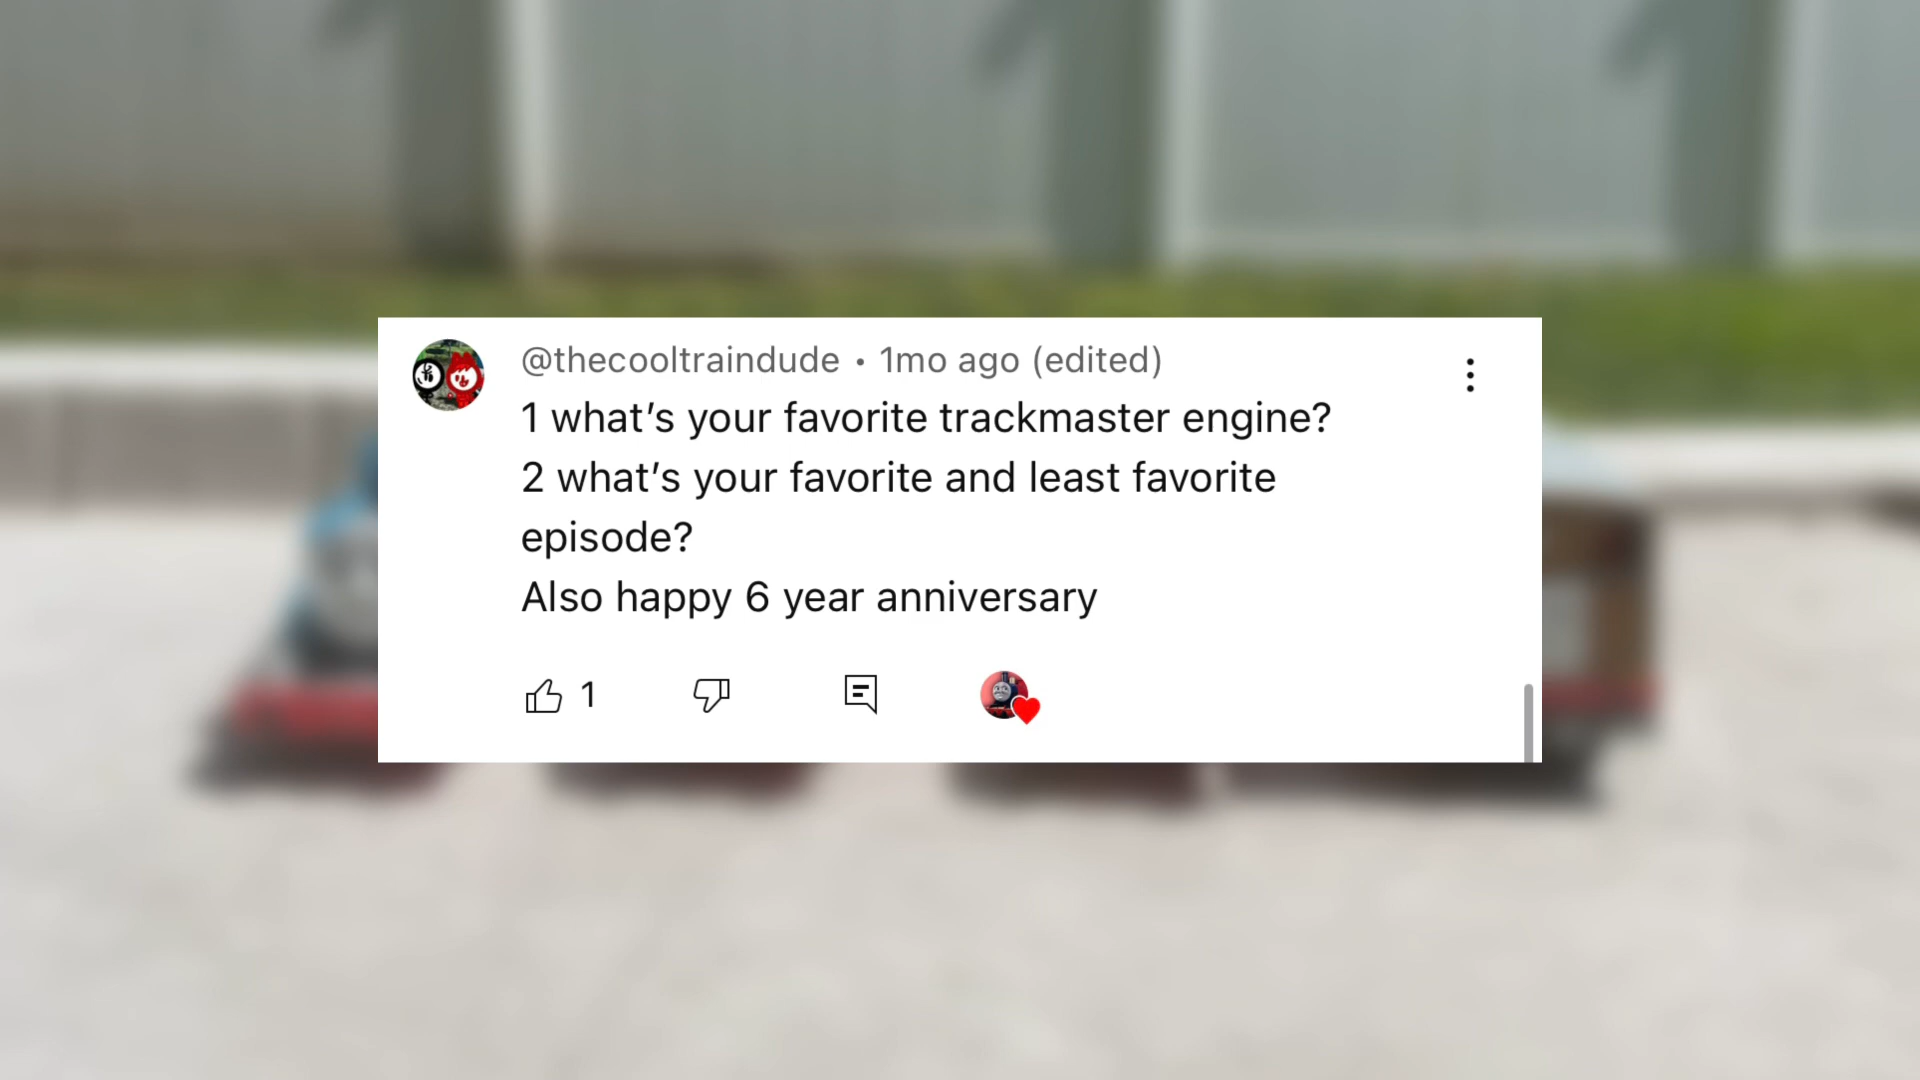 @thecooltraindude • 1mo ago (edited)
1 what’s your favorite trackmaster engine?
2 what’s your favorite and least favorite
episode?
Also happy 6 year anniversary
1